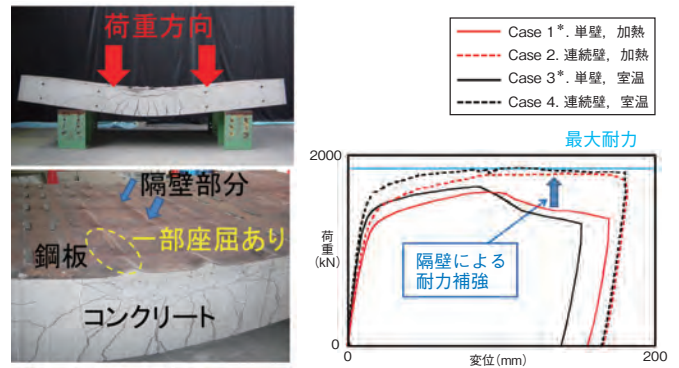 荷重方向
隔壁部分
一部座屈あり
鋼板
コンクリート
Case 1*. 単壁, 加熱
Case 2. 連続壁, 加熱
Case 3*. 単壁, 室温
Case 4. 連続壁, 室温
最大耐力
2000
荷重
(kN)
隔壁による
耐力補強
0
0
変位(mm)
200